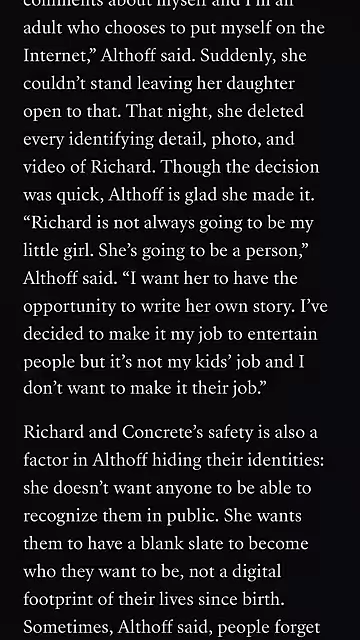 comments about myself and I'm an
adult who chooses to put myself on the
Internet,” Althoff said. Suddenly, she
couldn’t stand leaving her daughter
open to that. That night, she deleted
every identifying detail, photo, and
video of Richard. Though the decision
was quick, Althoff is glad she made it.
“Richard is not always going to be my
little girl. She’s going to be a person,”
Althoff said. “I want her to have the
opportunity to write her own story. I’ve
decided to make it my job to entertain
people but it’s not my kids’ job and I
don’t want to make it their job.”
Richard and Concrete’s safety is also a
factor in Althoff hiding their identities:
she doesn’t want anyone to be able to
recognize them in public. She wants
them to have a blank slate to become
who they want to be, not a digital
footprint of their lives since birth.
Sometimes, Althoff said, people forget